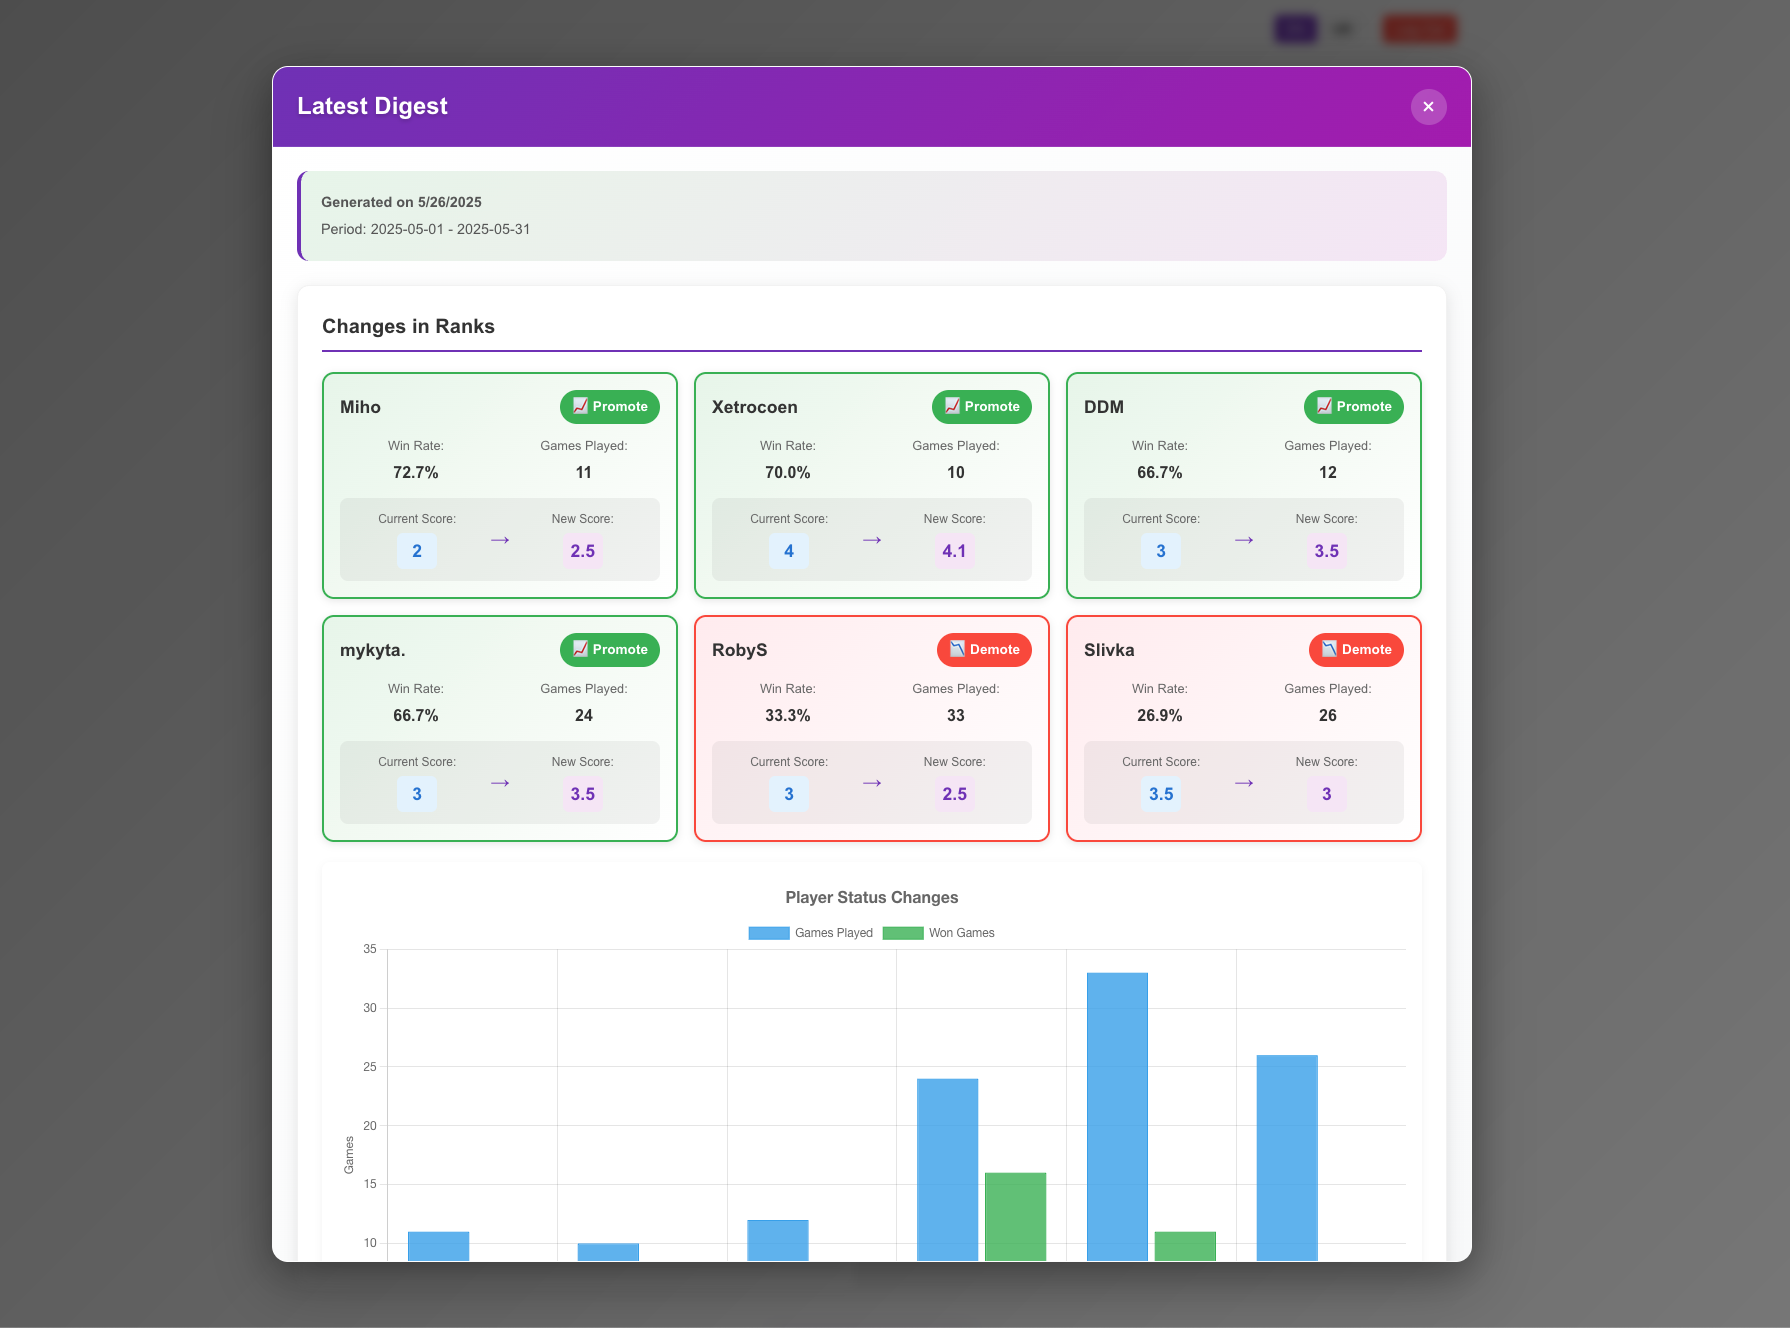 Latest Digest
×
Generated on 5/26/2025
Period: 2025-05-01 - 2025-05-31
Changes in Ranks
Miho
Promote
Win Rate:
72.7%
Games Played:
11
Current Score:
2
→
New Score:
2.5
Xetrocoen
Promote
Win Rate:
70.0%
Games Played:
10
Current Score:
4
→
New Score:
4.1
DDM
Promote
Win Rate:
66.7%
Games Played:
12
Current Score:
3
→
New Score:
3.5
mykyta.
Promote
Win Rate:
66.7%
Games Played:
24
Current Score:
3
→
New Score:
3.5
RobyS
Demote
Win Rate:
33.3%
Games Played:
33
Current Score:
3
→
New Score:
2.5
Slivka
Demote
Win Rate:
26.9%
Games Played:
26
Current Score:
3.5
→
New Score:
3
Player Status Changes
Games Played
Won Games
35
30
25
20
15
10
Games